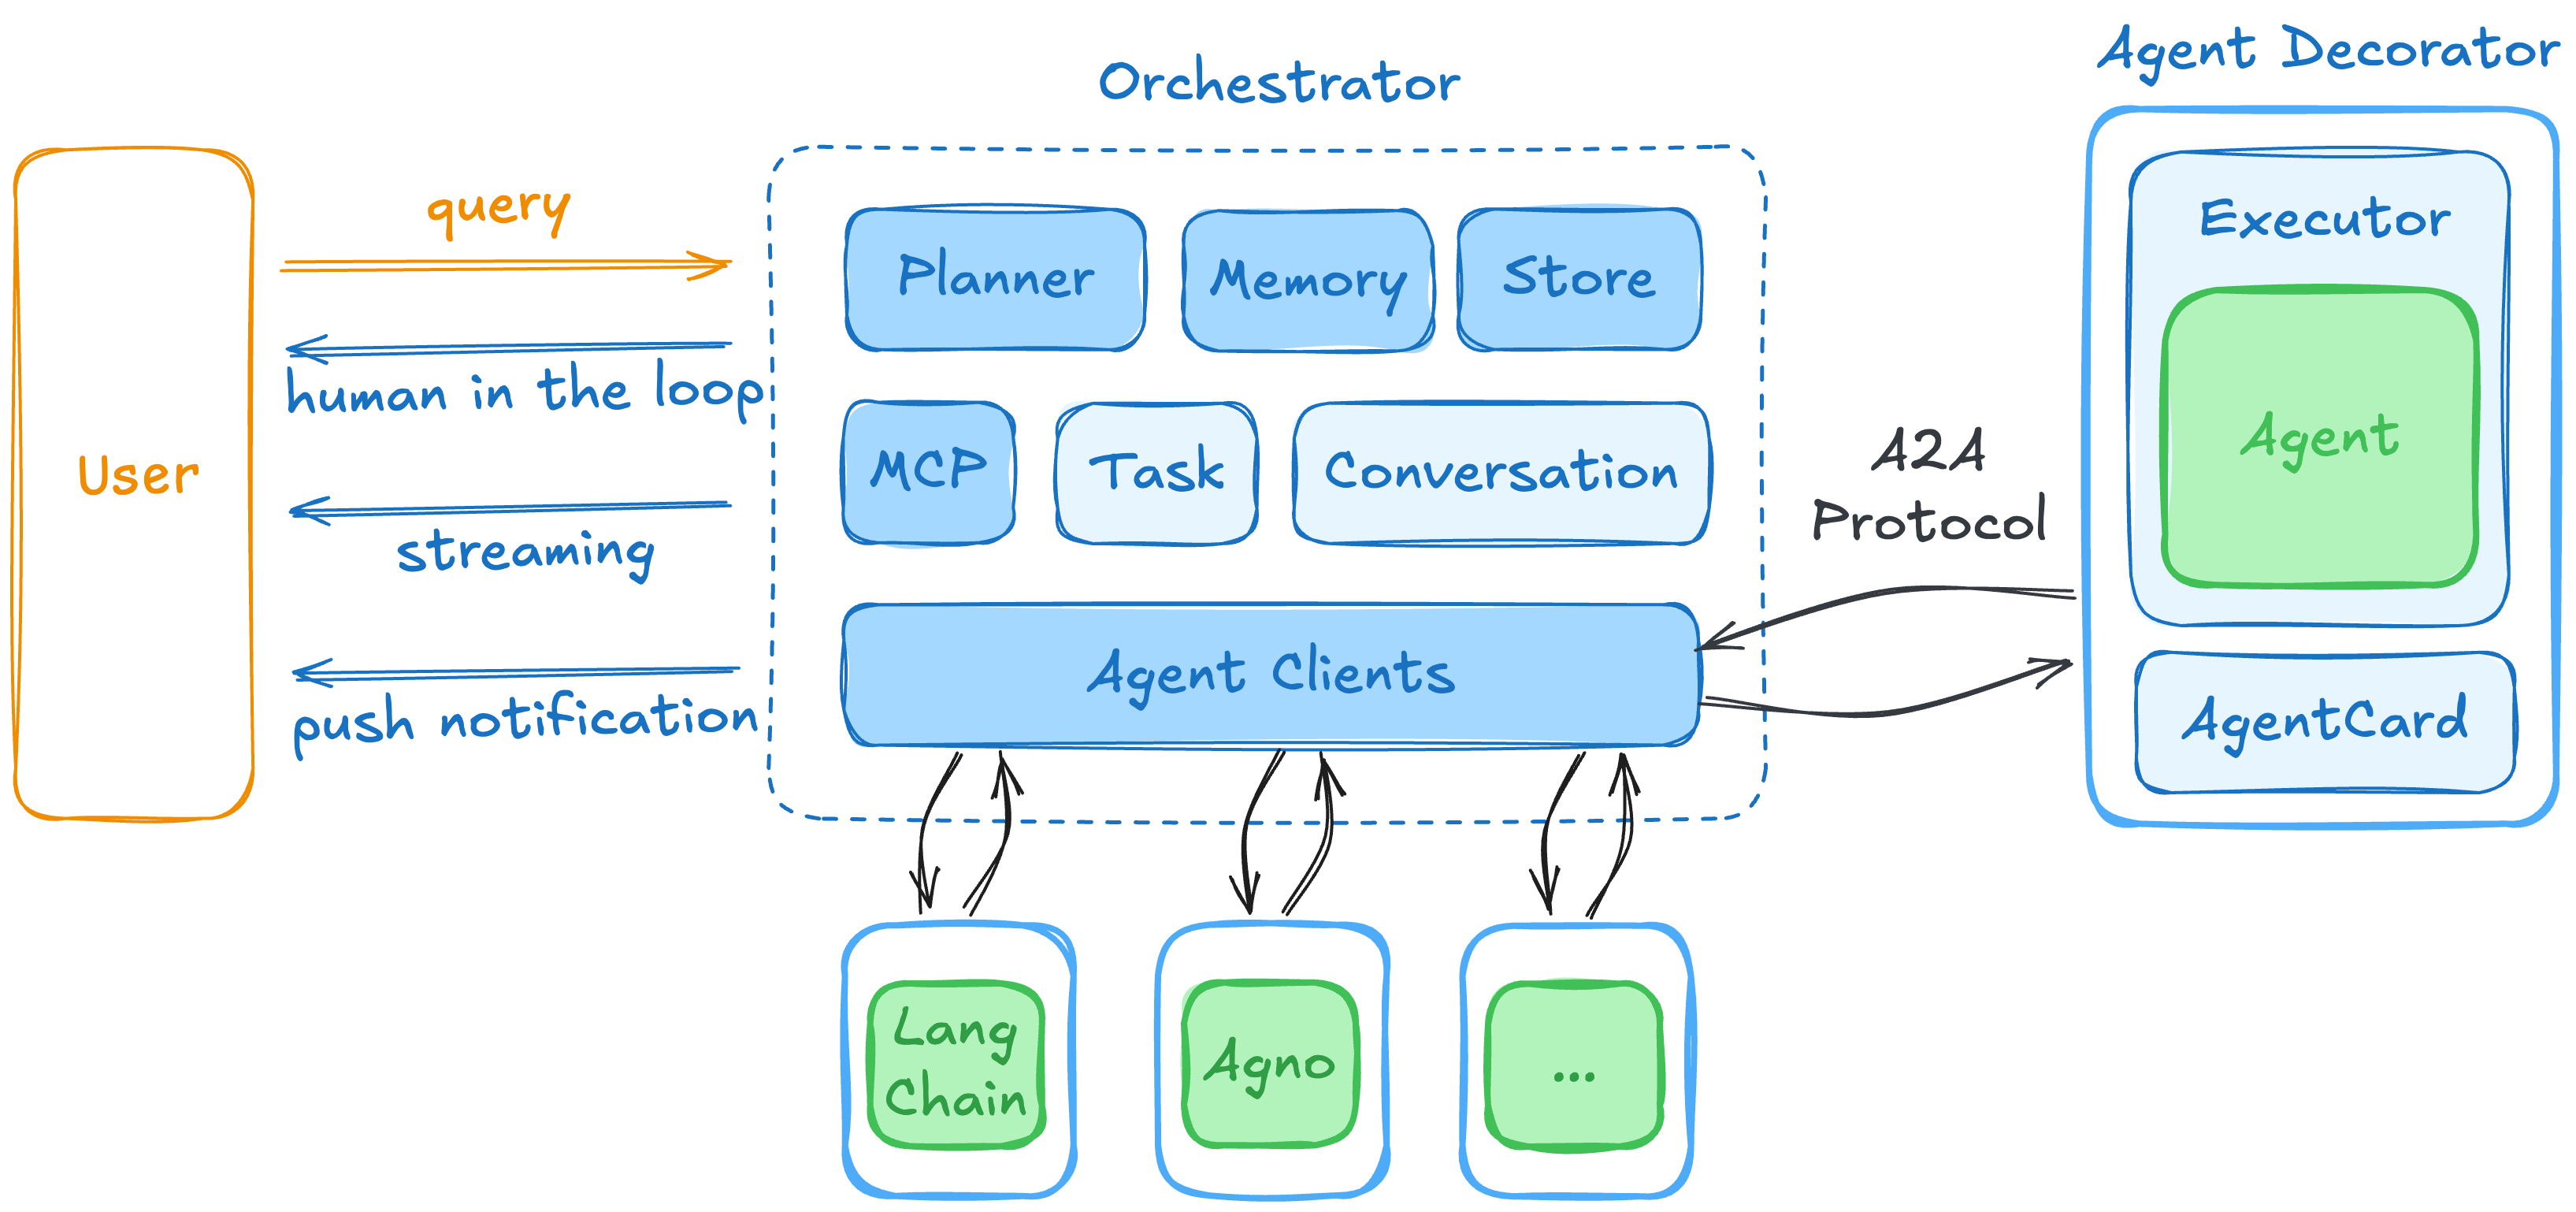 Agent Decorator
Orchestrator
query
human in the loop
streaming
push notification
User
Planner
Memory
Store
MCP
Task
Conversation
Agent Clients
A2A
Protocol
Executor
Agent
AgentCard
Lang
Chain
Agno
...